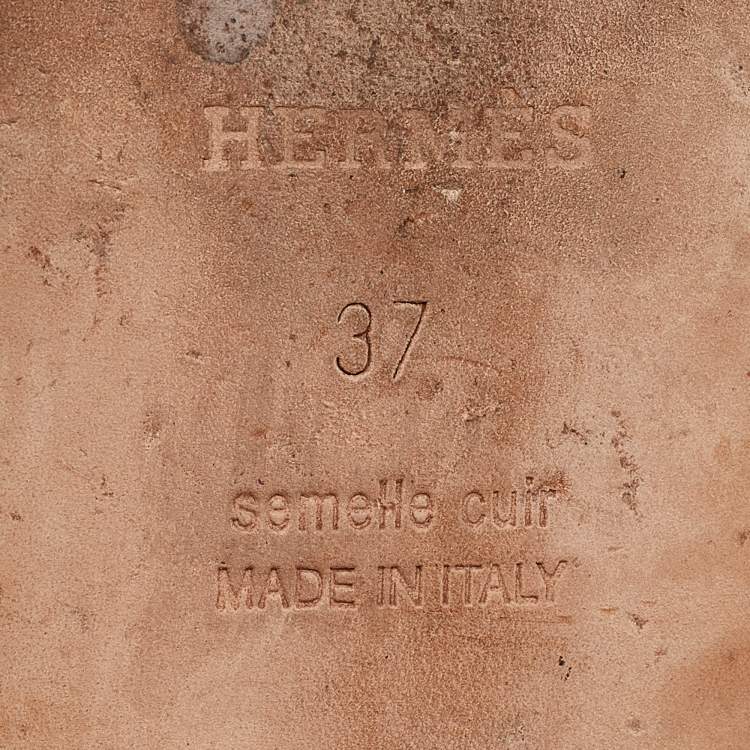 HERMÈS
37
semelle cuir
MADE IN ITALY